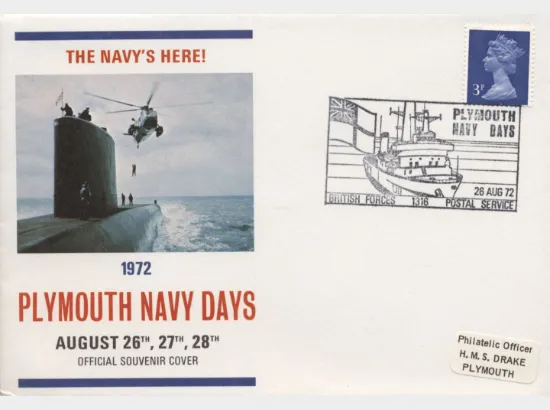 THE NAVY'S HERE!
1972
PLYMOUTH NAVY DAYS
AUGUST 26TH, 27TH, 28TH
OFFICIAL SOUVENIR COVER
3P
PLYMOUTH
NAVY DAYS
26 AUG 72
BRITISH FORCES 1316 POSTAL SERVICE
Philatelic Officer
H.M.S. DRAKE
PLYMOUTH